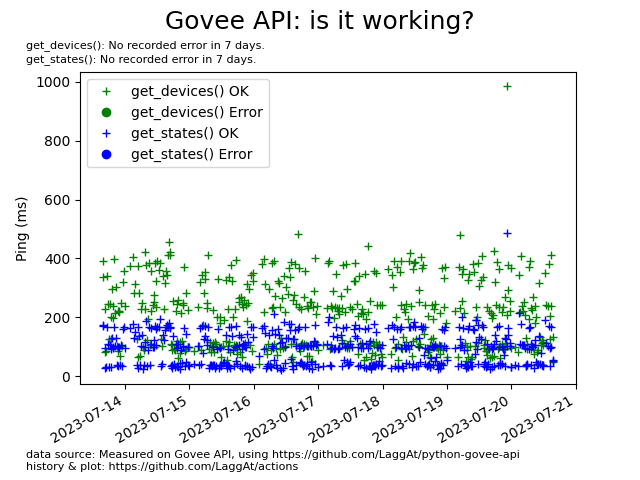 Govee API: is it working?
get_devices(): No recorded error in 7 days.
get_states(): No recorded error in 7 days.
get_devices() OK
get_devices() Error
get_states() OK
get_states() Error
Ping (ms)
1000
800
600
400
200
0
2023-07-14
2023-07-15
2023-07-16
2023-07-17
2023-07-18
2023-07-19
2023-07-20
2023-07-21
data source: Measured on Govee API, using https://github.com/LaggAt/python-govee-api
history & plot: https://github.com/LaggAt/actions